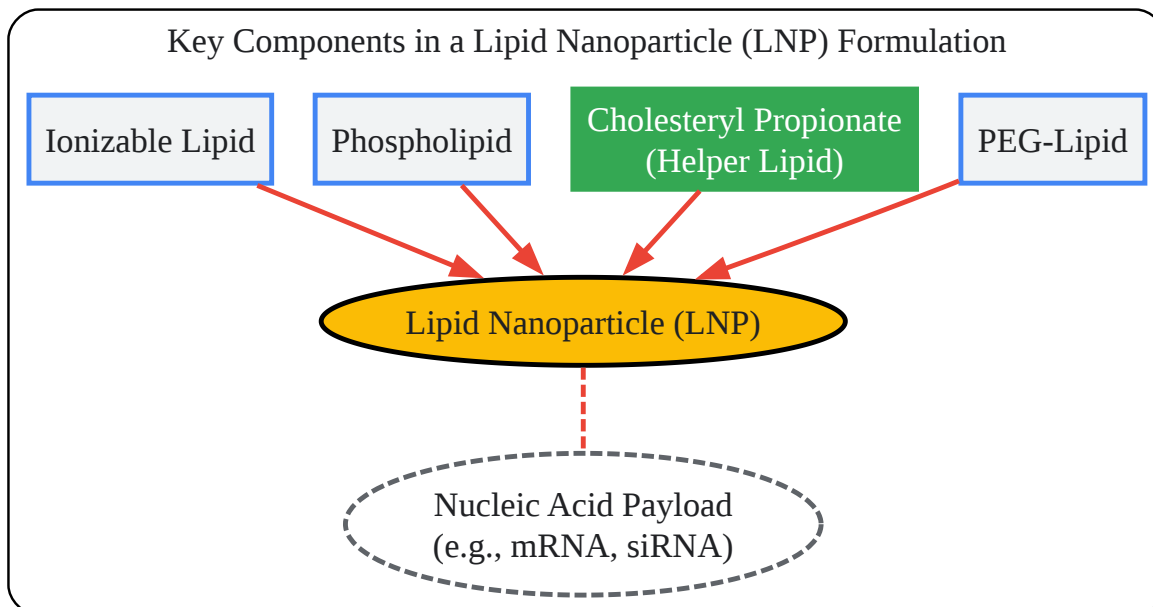 Key Components in a Lipid Nanoparticle (LNP) Formulation
Ionizable Lipid
Phospholipid
Cholesteryl Propionate
(Helper Lipid)
PEG-Lipid
Lipid Nanoparticle (LNP)
Nucleic Acid Payload
(e.g., mRNA, siRNA)